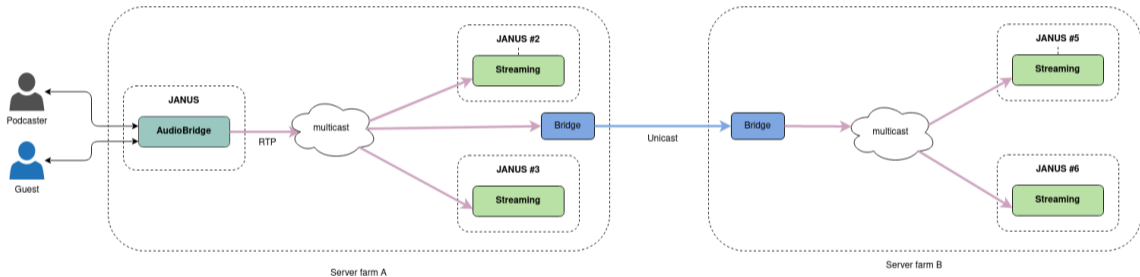 Podcaster
Guest
JANUS
AudioBridge
RTP
multicast
JANUS #2
Streaming
Bridge
JANUS #3
Streaming
Server farm A
Unicast
Bridge
multicast
JANUS #5
Streaming
JANUS #6
Streaming
Server farm B